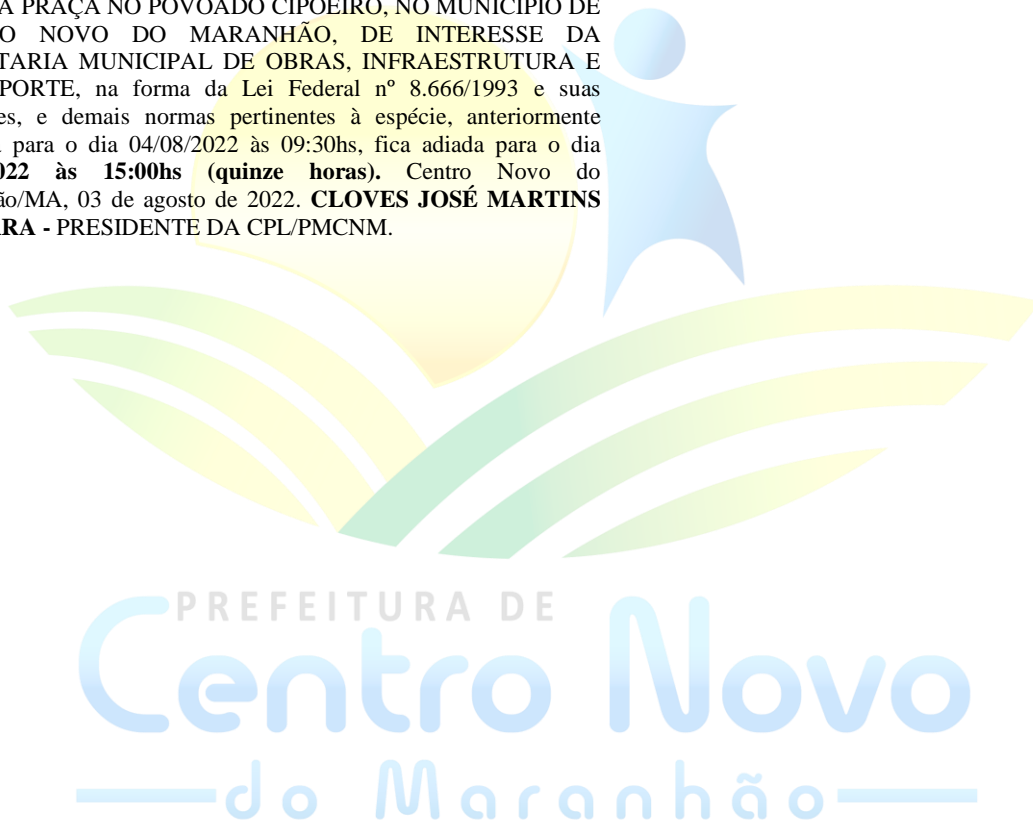 A PRAÇA NO POVOADO CIPOEIRO, NO MUNICÍPIO DE
O NOVO DO MARANHÃO, DE INTERESSE DA
TARIA MUNICIPAL DE OBRAS, INFRAESTRUTURA E
PORTE, na forma da Lei Federal nº 8.666/1993 e suas
es, e demais normas pertinentes à espécie, anteriormente
para o dia 04/08/2022 às 09:30hs, fica adiada para o dia
022 às 15:00hs (quinze horas). Centro Novo do
ão/MA, 03 de agosto de 2022. CLOVES JOSÉ MARTINS
ARA - PRESIDENTE DA CPL/PMCNM.
PREFEITURA DE
Centro Novo
do Maranhão